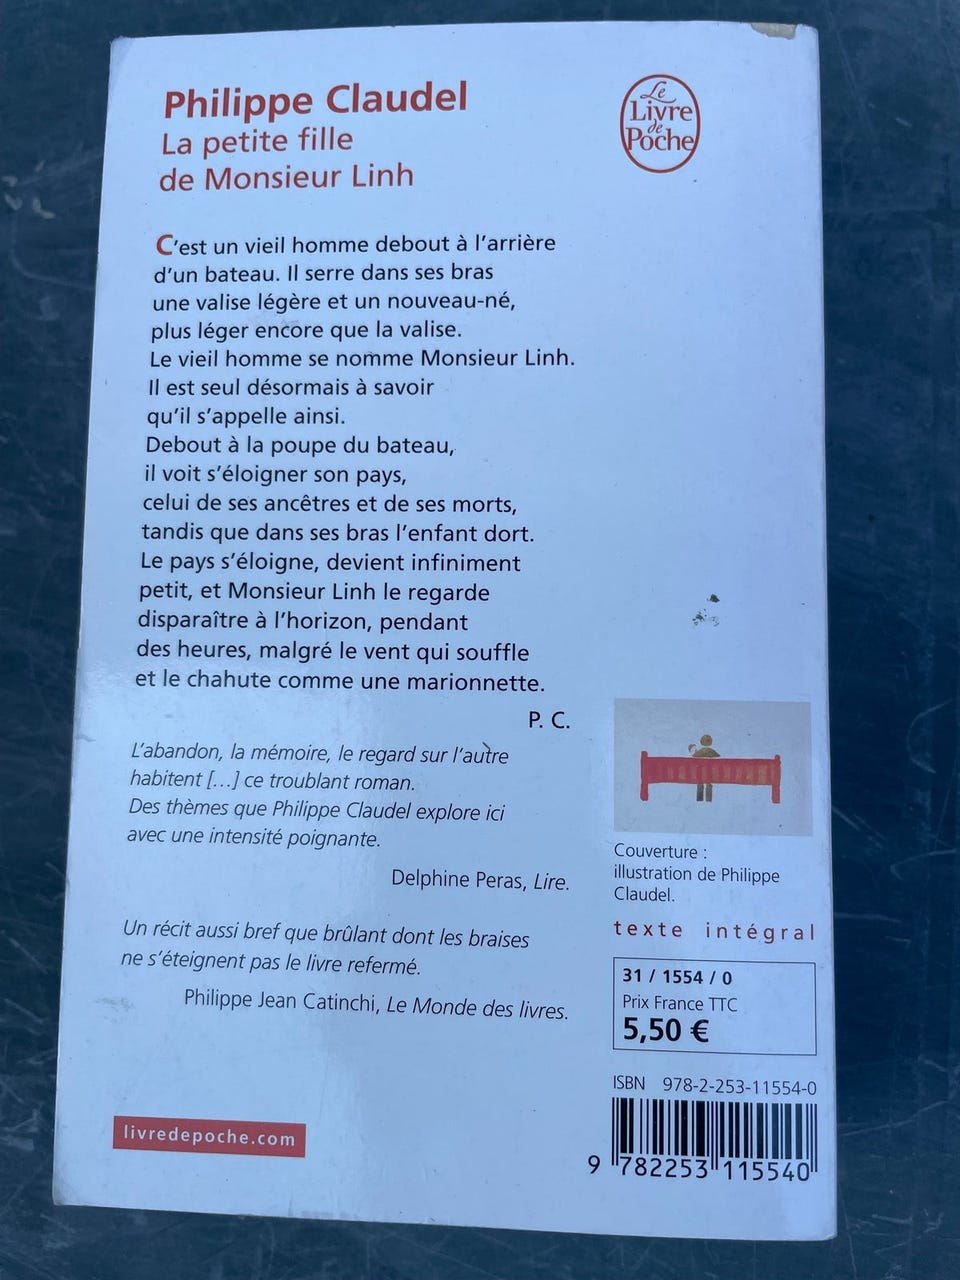 Philippe Claudel
La petite fille
de Monsieur Linh
Le
Livre
de
Poche
C'est un vieil homme debout à l'arrière
d'un bateau. Il serre dans ses bras
une valise légère et un nouveau-né,
plus léger encore que la valise.
Le vieil homme se nomme Monsieur Linh.
Il est seul désormais à savoir
qu'il s'appelle ainsi.
Debout à la poupe du bateau,
il voit s'éloigner son pays,
celui de ses ancêtres et de ses morts,
tandis que dans ses bras l'enfant dort.
Le pays s'éloigne, devient infiniment
petit, et Monsieur Linh le regarde
disparaître à l'horizon, pendant
des heures, malgré le vent qui souffle
et le chahute comme une marionnette.
P. C.
L'abandon, la mémoire, le regard sur l'autre
habitent [...] ce troublant roman.
Des thèmes que Philippe Claudel explore ici
avec une intensité poignante.
Delphine Peras, Lire.
Un récit aussi bref que brûlant dont les braises
ne s'éteignent pas le livre refermé.
Philippe Jean Catinchi, Le Monde des livres.
livredepoche.com
Couverture :
illustration de Philippe
Claudel.
texte intégral
31 / 1554 / 0
Prix France TTC
5,50 €
ISBN 978-2-253-11554-0
9 782253 115540